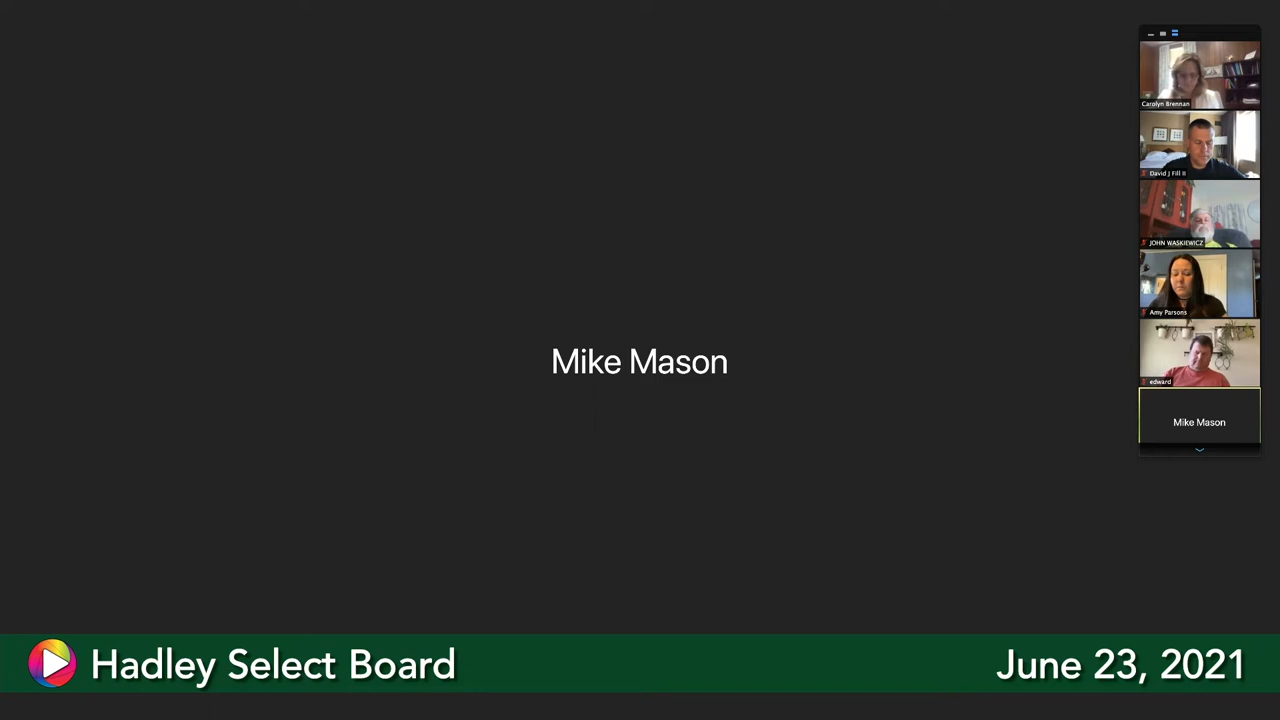 Carolyn Brennan
David J Fill II
JOHN WASKIEWICZ
Amy Parsons
edward
Mike Mason
Mike Mason
Hadley Select Board
June 23, 2021